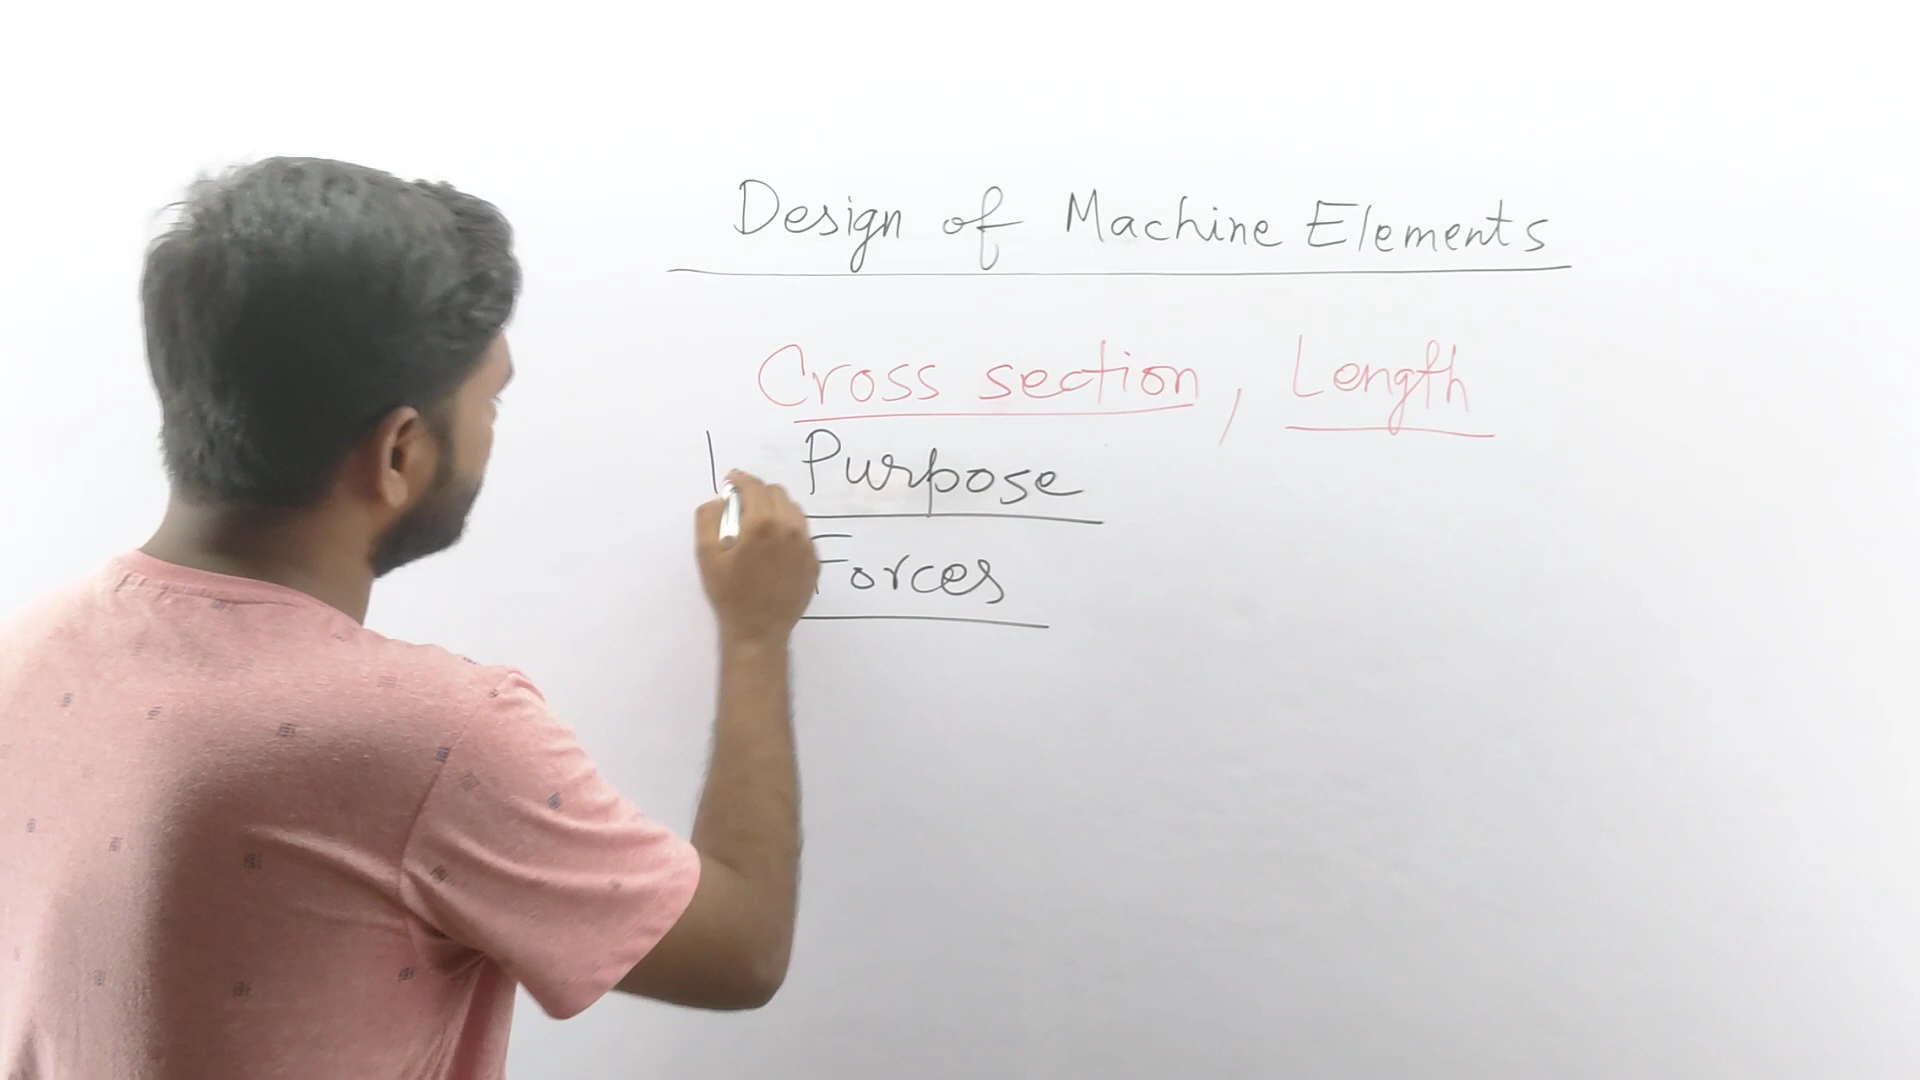 Design of Machine Elements
Cross section, Length
1 Purpose
Forces